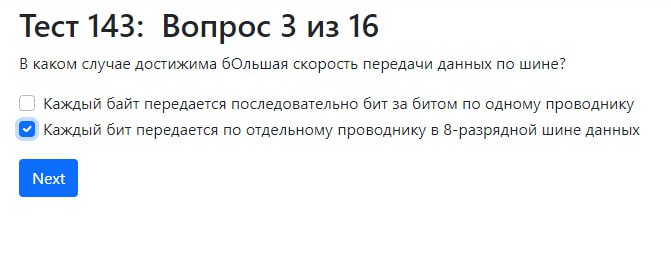 Тест 143: Вопрос 3 из 16
В каком случае достижима бОльшая скорость передачи данных по шине?
Каждый байт передается последовательно бит за битом по одному проводнику
Каждый бит передается по отдельному проводнику в 8-разрядной шине данных
Next